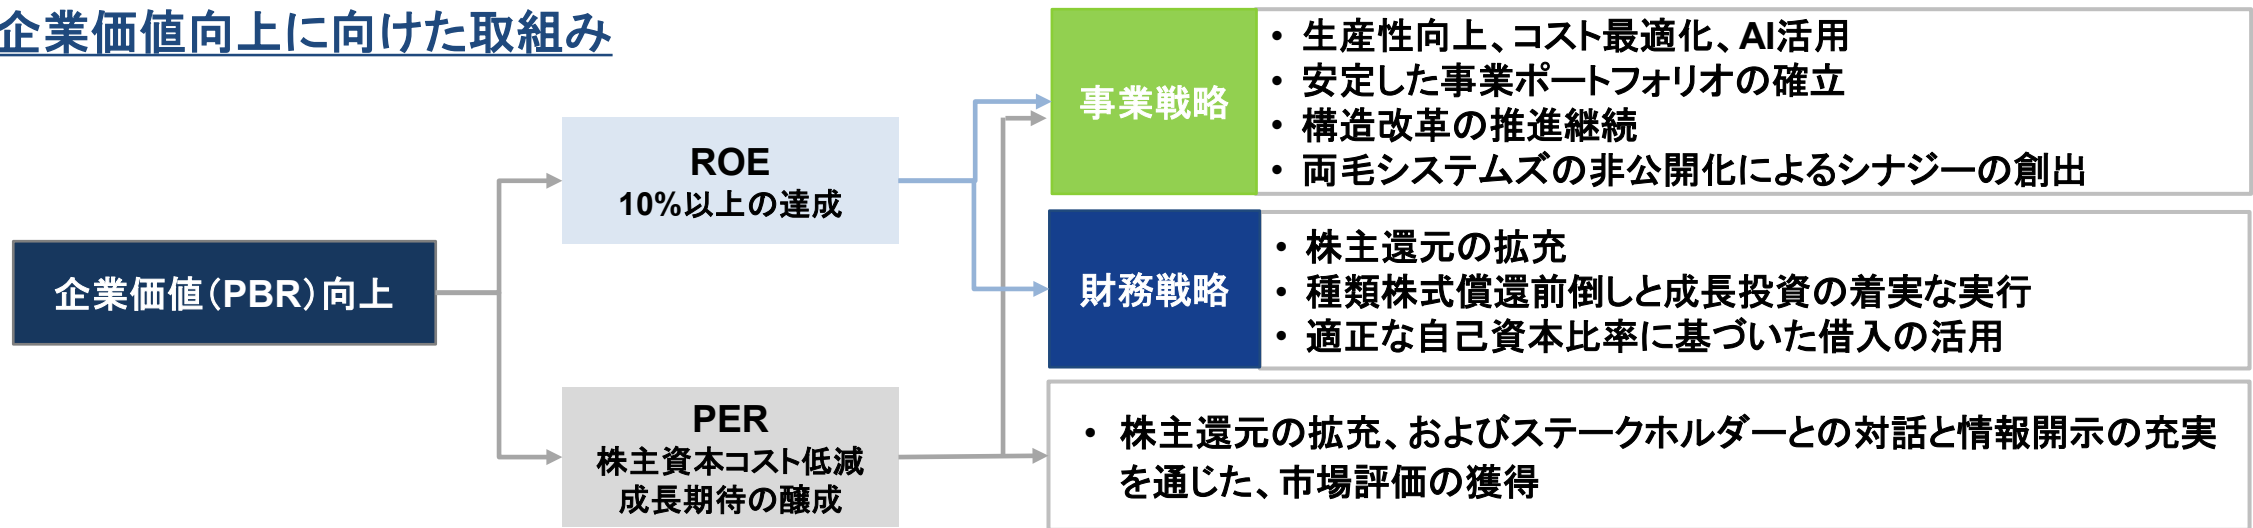 企業価値向上に向けた取組み
企業価値（PBR）向上
ROE
10%以上の達成
PER
株主資本コスト低減
成長期待の醸成
事業戦略
• 生産性向上、コスト最適化、AI活用
• 安定した事業ポートフォリオの確立
• 構造改革の推進継続
• 両毛システムズの非公開化によるシナジーの創出
財務戦略
• 株主還元の拡充
• 種類株式償還前倒しと成長投資の着実な実行
• 適正な自己資本比率に基づいた借入の活用
• 株主還元の拡充、およびステークホルダーとの対話と情報開示の充実
を通じた、市場評価の獲得